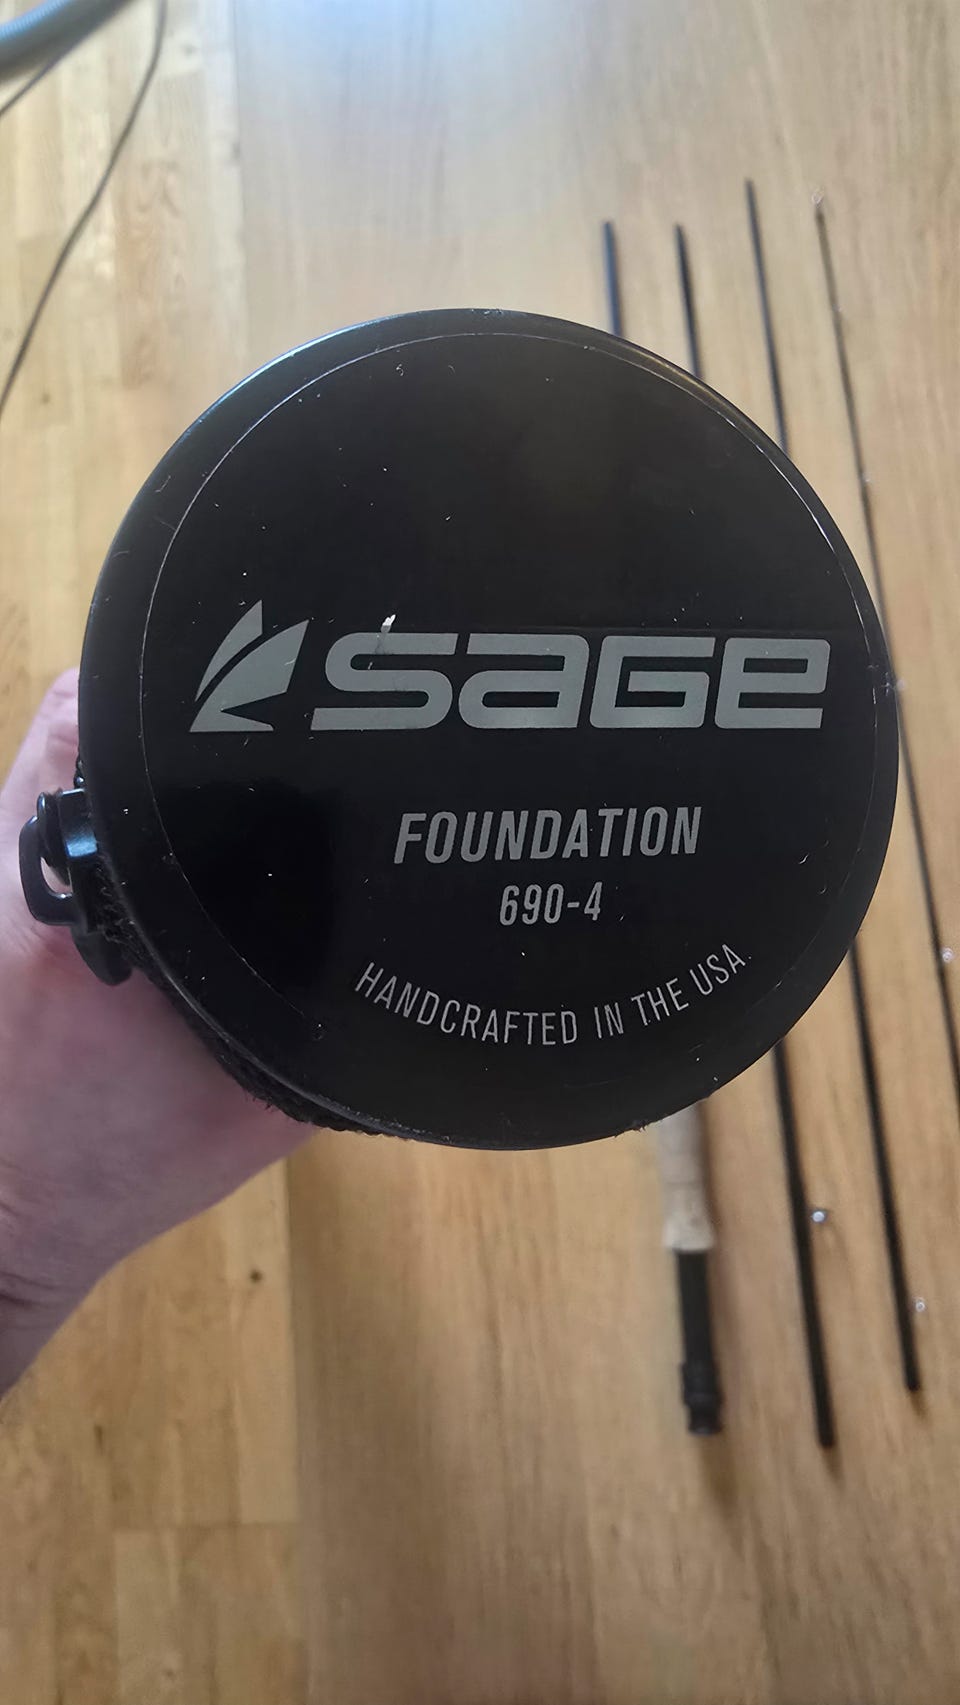 SAGE
FOUNDATION
690-4
HANDCRAFTED IN THE USA